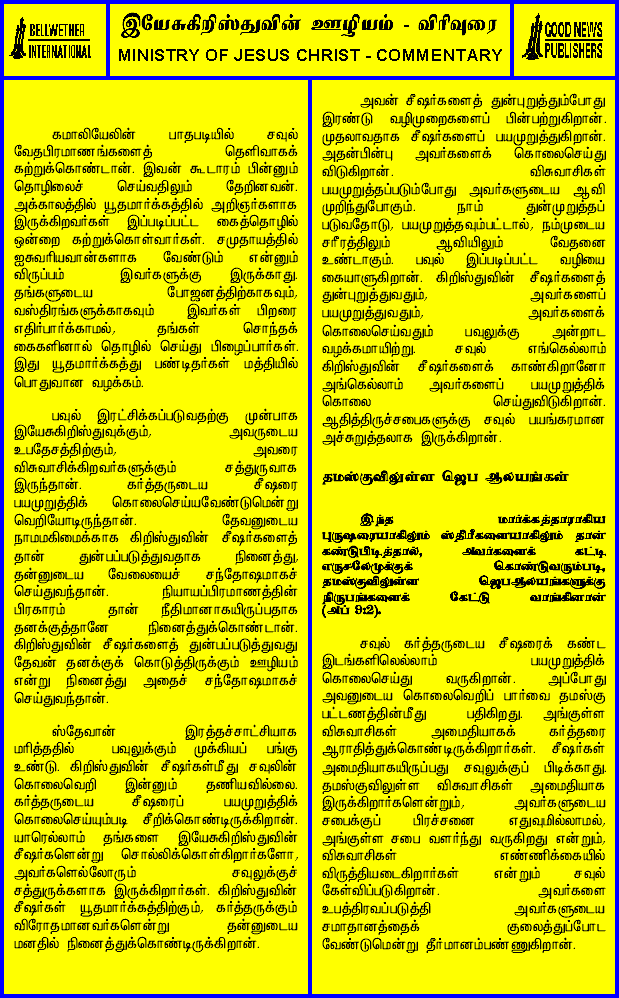 BELLWETHER
INTERNATIONAL
இயேசுகிறிஸ்துவின் ஊழியம் - விரிவுரை
MINISTRY OF JESUS CHRIST - COMMENTARY
GOOD NEWS
PUBLISHERS
கமாலியேலின் பாதபடியில் சவுல்
வேதபிரமாணங்களைத் தெளிவாகக்
கற்றுக்கொண்டான். இவன் கூடாரம் பின்னும்
தொழிலைச் செய்வதிலும் தேறினவன்.
அக்காலத்தில் யூதமார்க்கத்தில் அறிஞர்களாக
இருக்கிறவர்கள் இப்படிப்பட்ட கைத்தொழில்
ஒன்றை கற்றுக்கொள்வார்கள். சமுதாயத்தில்
ஐசுவரியவான்களாக வேண்டும் என்னும்
விருப்பம் இவர்களுக்கு இருக்காது.
தங்களுடைய போஜனத்திற்காகவும்,
வஸ்திரங்களுக்காகவும் இவர்கள் பிறரை
எதிர்பார்க்காமல், தங்கள் சொந்தக்
கைகளினால் தொழில் செய்து பிழைப்பார்கள்.
இது யூதமார்க்கத்து பண்டிதர்கள் மத்தியில்
பொதுவான வழக்கம்.
பவுல் இரட்சிக்கப்படுவதற்கு முன்பாக
இயேசுகிறிஸ்துவுக்கும், அவருடைய
உபதேசத்திற்கும், அவரை
விசுவாசிக்கிறவர்களுக்கும் சத்துருவாக
இருந்தான். கர்த்தருடைய சீஷரை
பயமுறுத்திக் கொலைசெய்யவேண்டுமென்று
வெறியோடிருந்தான். தேவனுடைய
நாமமகிமைக்காக கிறிஸ்துவின் சீஷர்களைத்
தான் துன்பப்படுத்துவதாக நினைத்து,
தன்னுடைய வேலையைச் சந்தோஷமாகச்
செய்துவந்தான். நியாயப்பிரமாணத்தின்
பிரகாரம் தான் நீதிமானாகயிருப்பதாக
தனக்குத்தானே நினைத்துக்கொண்டான்.
கிறிஸ்துவின் சீஷர்களைத் துன்பப்படுத்துவது
தேவன் தனக்குக் கொடுத்திருக்கும் ஊழியம்
என்று நினைத்து அதைச் சந்தோஷமாகச்
செய்துவந்தான்.
ஸ்தேவான் இரத்தச்சாட்சியாக
மரித்ததில் பவுலுக்கும் முக்கியப் பங்கு
உண்டு. கிறிஸ்துவின் சீஷர்கள்மீது சவுலின்
கொலைவெறி இன்னும் தணியவில்லை.
கர்த்தருடைய சீஷரைப் பயமுறுத்திக்
கொலைசெய்யும்படி சீறிக்கொண்டிருக்கிறான்.
யாரெல்லாம் தங்களை இயேசுகிறிஸ்துவின்
சீஷர்களென்று சொல்லிக்கொள்கிறார்களோ,
அவர்களெல்லோரும் சவுலுக்குச்
சத்துருக்களாக இருக்கிறார்கள். கிறிஸ்துவின்
சீஷர்கள் யூதமார்க்கத்திற்கும், கர்த்தருக்கும்
விரோதமானவர்களென்று தன்னுடைய
மனதில் நினைத்துக்கொண்டிருக்கிறான்.
அவன் சீஷர்களைத் துன்புறுத்தும்போது
இரண்டு வழிமுறைகளைப் பின்பற்றுகிறான்.
முதலாவதாக சீஷர்களைப் பயமுறுத்துகிறான்.
அதன்பின்பு அவர்களைக் கொலைசெய்து
விடுகிறான். விசுவாசிகள்
பயமுறுத்தப்படும்போது அவர்களுடைய ஆவி
முறிந்துபோகும். நாம் துன்முறுத்தப்
படுவதோடு, பயமுறுத்தவும்பட்டால், நம்முடைய
சரீரத்திலும் ஆவியிலும் வேதனை
உண்டாகும். பவுல் இப்படிப்பட்ட வழியை
கையாளுகிறான். கிறிஸ்துவின் சீஷர்களைத்
துன்புறுத்துவதும், அவர்களைப்
பயமுறுத்துவதும், அவர்களைக்
கொலைசெய்வதும் பவுலுக்கு அன்றாட
வழக்கமாயிற்று. சவுல் எங்கெல்லாம்
கிறிஸ்துவின் சீஷர்களைக் காண்கிறானோ
அங்கெல்லாம் அவர்களைப் பயமுறுத்திக்
கொலை செய்துவிடுகிறான்.
ஆதித்திருச்சபைகளுக்கு சவுல் பயங்கரமான
அச்சுறுத்தலாக இருக்கிறான்.
தமஸ்குவிலுள்ள ஜெப ஆலயங்கள்
இந்த மார்க்கத்தாராகிய
புருஷரையாகிலும் ஸ்திரீகளையாகிலும் தான்
கண்டுபிடித்தால், அவர்களைக் கட்டி
எருசலேமுக்குக் கொண்டுவரும்படி,
தமஸ்குவிலுள்ள ஜெபஆலயங்களுக்கு
நிருபங்களைக் கேட்டு வாங்கினான்
(அப் 9:2).
சவுல் கர்த்தருடைய சீஷரைக் கண்ட
இடங்களிலெல்லாம் பயமுறுத்திக்
கொலைசெய்து வருகிறான். அப்போது
அவனுடைய கொலைவெறிப் பார்வை தமஸ்கு
பட்டணத்தின்மீது பதிகிறது. அங்குள்ள
விசுவாசிகள் அமைதியாகக் கர்த்தரை
ஆராதித்துக்கொண்டிருக்கிறார்கள். சீஷர்கள்
அமைதியாகயிருப்பது சவுலுக்குப் பிடிக்காது.
தமஸ்குவிலுள்ள விசுவாசிகள் அமைதியாக
இருக்கிறார்களென்றும், அவர்களுடைய
சபைக்குப் பிரச்சனை எதுவுமில்லாமல்,
அங்குள்ள சபை வளர்ந்து வருகிறது என்றும்,
விசுவாசிகள் எண்ணிக்கையில்
விருத்தியடைகிறார்கள் என்றும் சவுல்
கேள்விப்படுகிறான். அவர்களை
உபத்திரவப்படுத்தி அவர்களுடைய
சமாதானத்தைக் குலைத்துப்போட
வேண்டுமென்று தீர்மானம்பண்ணுகிறான்.